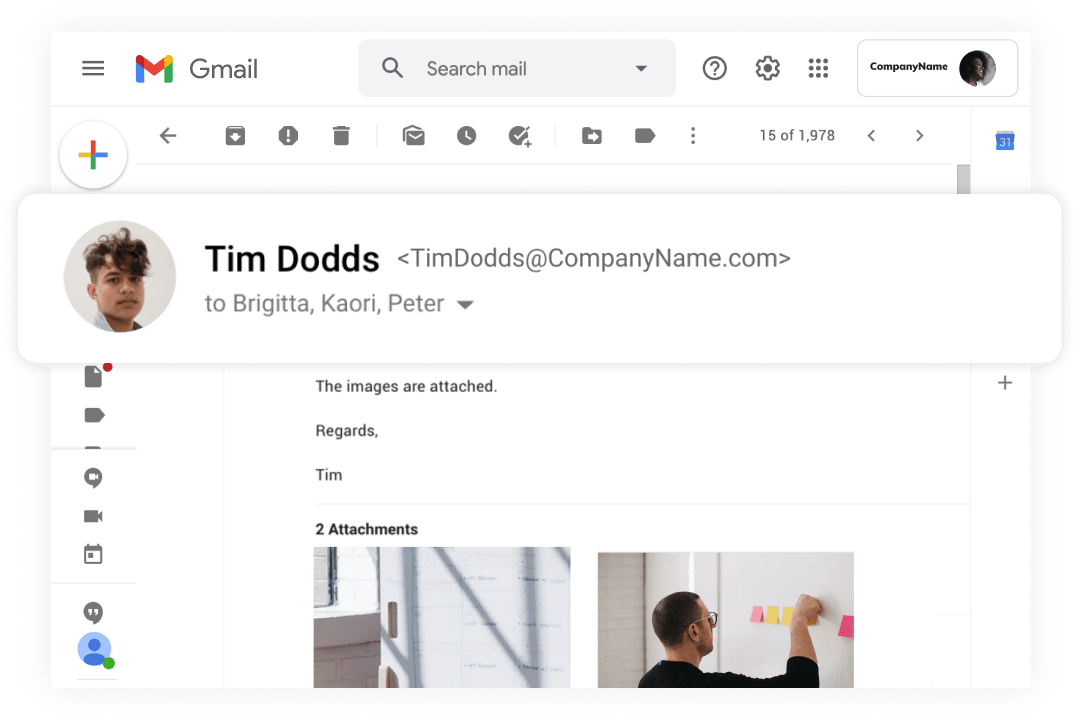 Gmail
Search mail
CompanyName
15 of 1,978
31
Tim Dodds <TimDodds@CompanyName.com>
to Brigitta, Kaori, Peter
The images are attached.
Regards,
Tim
2 Attachments